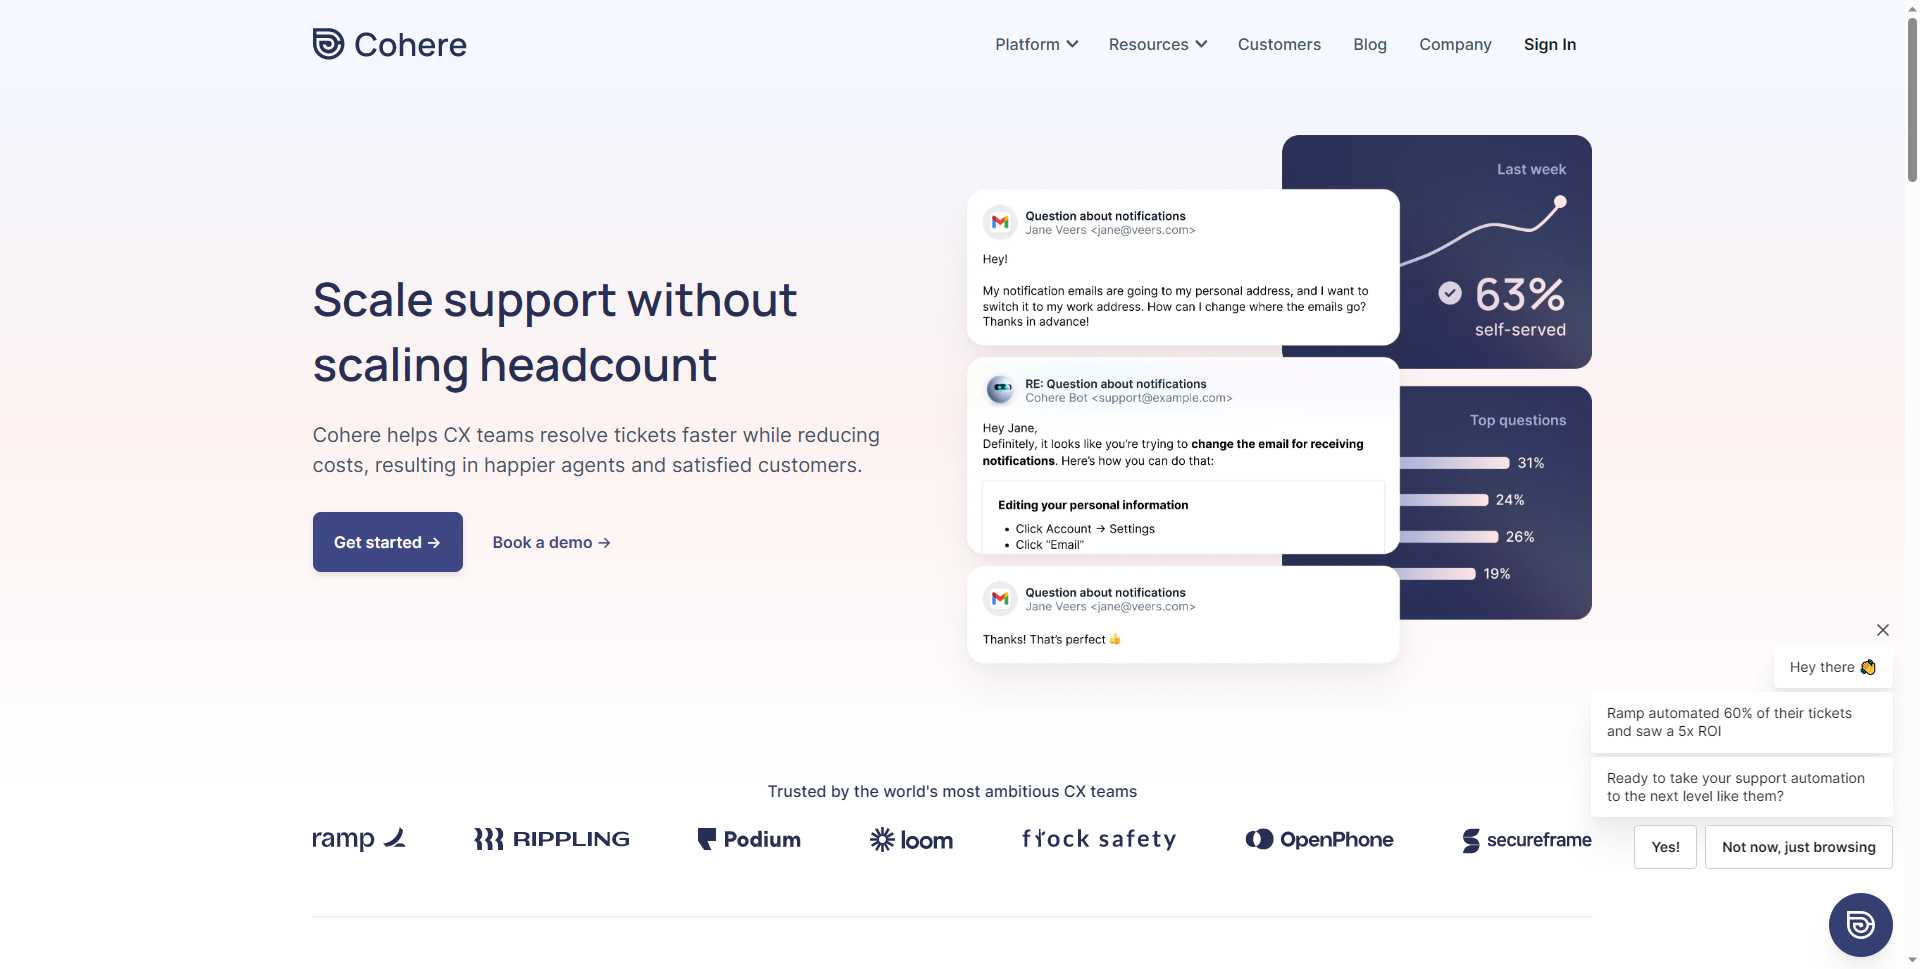 Cohere
Platform
Resources
Customers
Blog
Company
Sign In
Scale support without
scaling headcount
Cohere helps CX teams resolve tickets faster while reducing
costs, resulting in happier agents and satisfied customers.
Get started →
Book a demo →
Question about notifications
Jane Veers <jane@veers.com>
Hey!
My notification emails are going to my personal address, and I want to
switch it to my work address. How can I change where the emails go?
Thanks in advance!
RE: Question about notifications
Cohere Bot <support@example.com>
Hey Jane,
Definitely, it looks like you’re trying to change the email for receiving
notifications. Here’s how you can do that:
Editing your personal information
• Click Account → Settings
• Click “Email”
Question about notifications
Jane Veers <jane@veers.com>
Thanks! That’s perfect 👍
Last week
63%
self-served
Top questions
31%
24%
26%
19%
Hey there 👏
Ramp automated 60% of their tickets
and saw a 5x ROI
Ready to take your support automation
to the next level like them?
Yes!
Not now, just browsing
Trusted by the world's most ambitious CX teams
ramp
RIPPLING
Podium
loom
flock safety
OpenPhone
secureframe